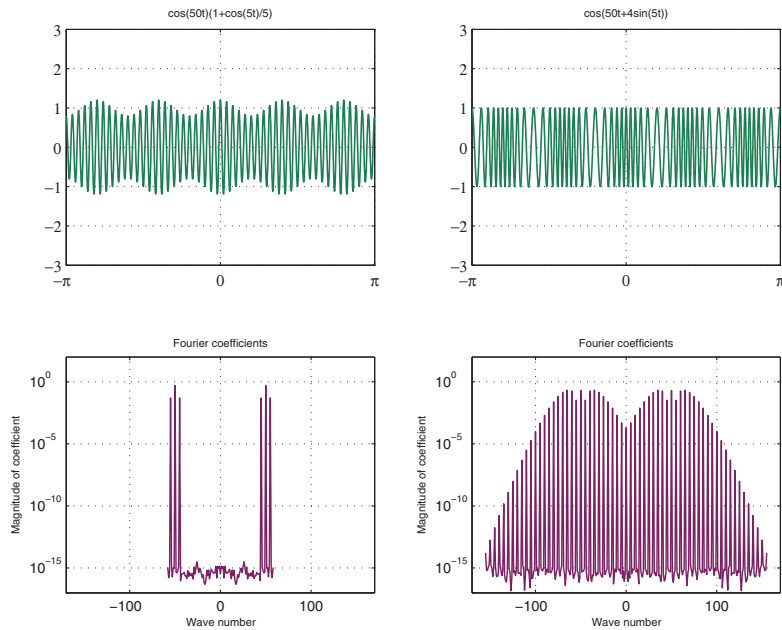 cos(50t)(1+cos(5t)/5)
3
2
1
0
−1
−2
−3
−π
0
π
cos(50t+4sin(5t))
3
2
1
0
−1
−2
−3
−π
0
π
Fourier coefficients
Magnitude of coefficient
10^0
10^−5
10^−10
10^−15
−100
0
100
Wave number
Fourier coefficients
Magnitude of coefficient
10^0
10^−5
10^−10
10^−15
−100
0
100
Wave number